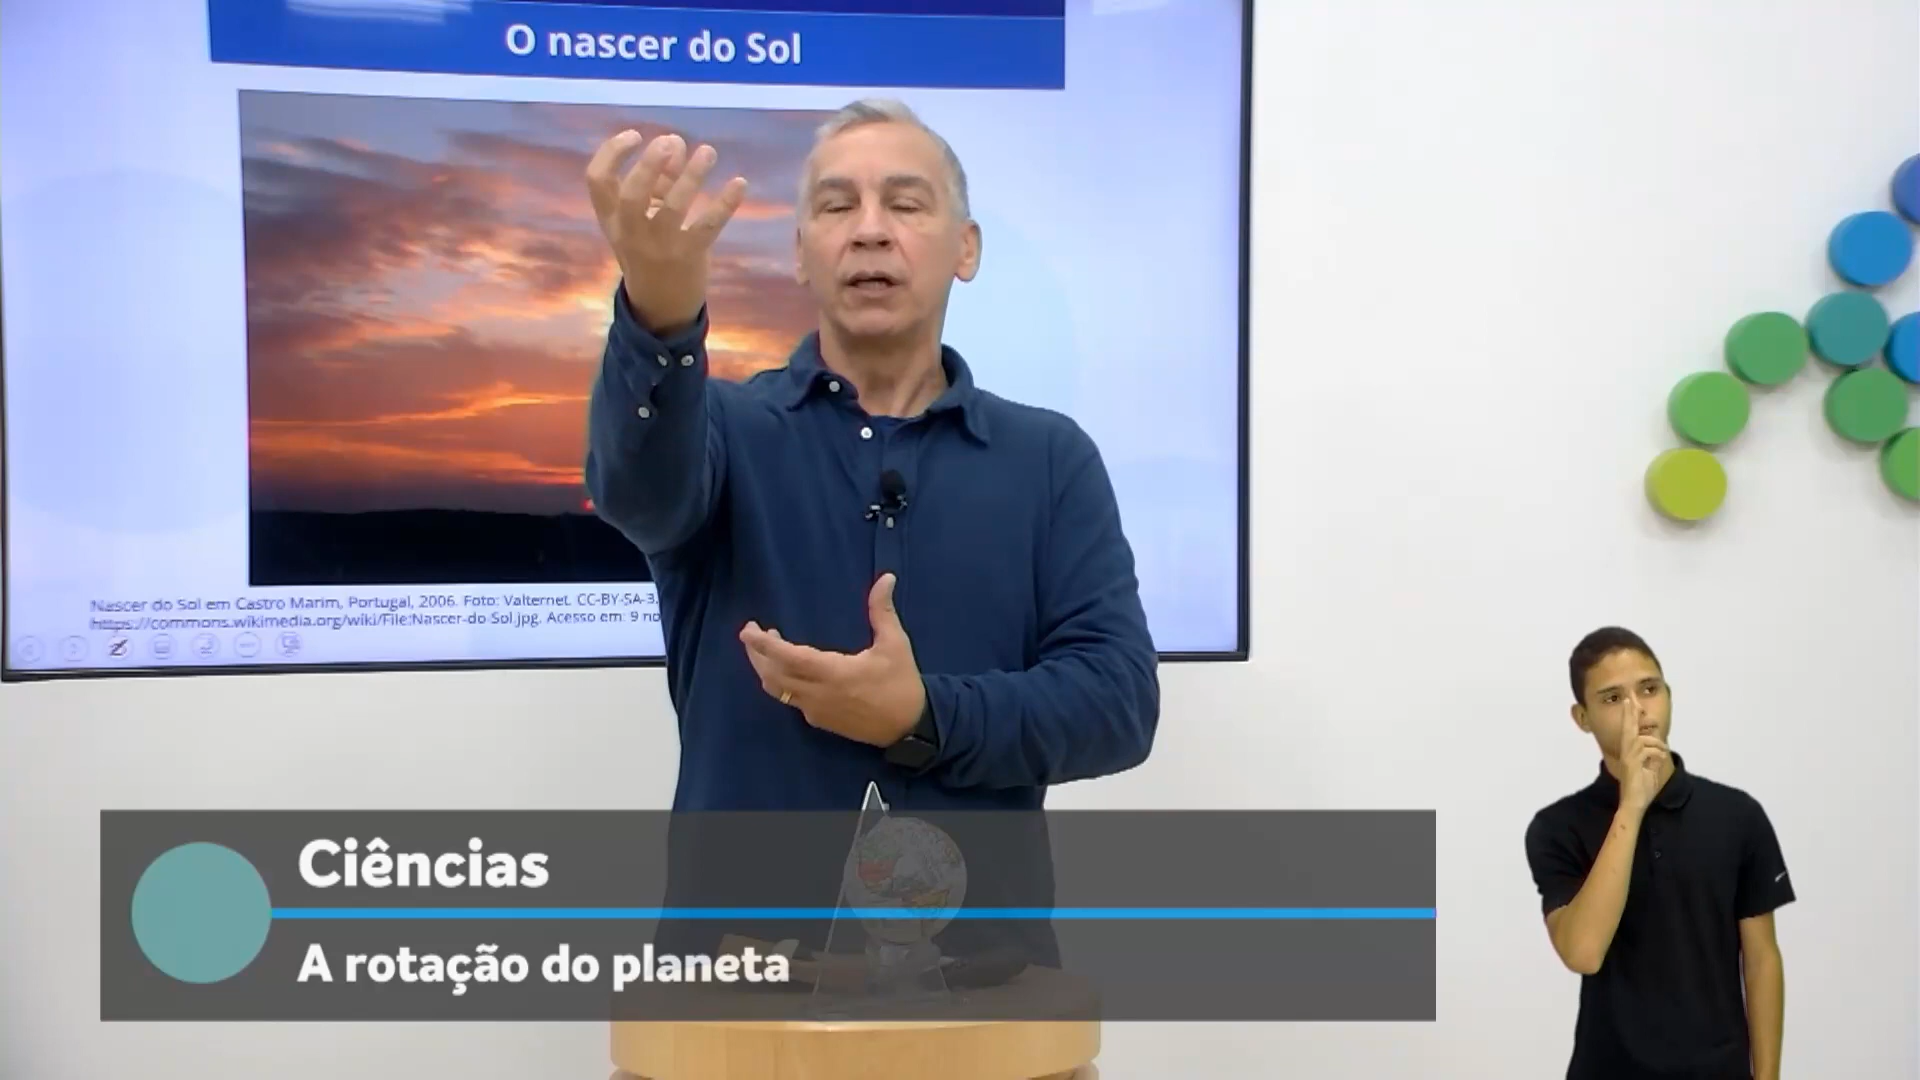 O nascer do Sol
Nascer do Sol em Castro Marim, Portugal, 2006. Foto: Valternet. CC-BY-SA-3.
https://commons.wikimedia.org/wiki/File:Nascer-do-Sol.jpg. Acesso em: 9 no
Ciências
A rotação do planeta